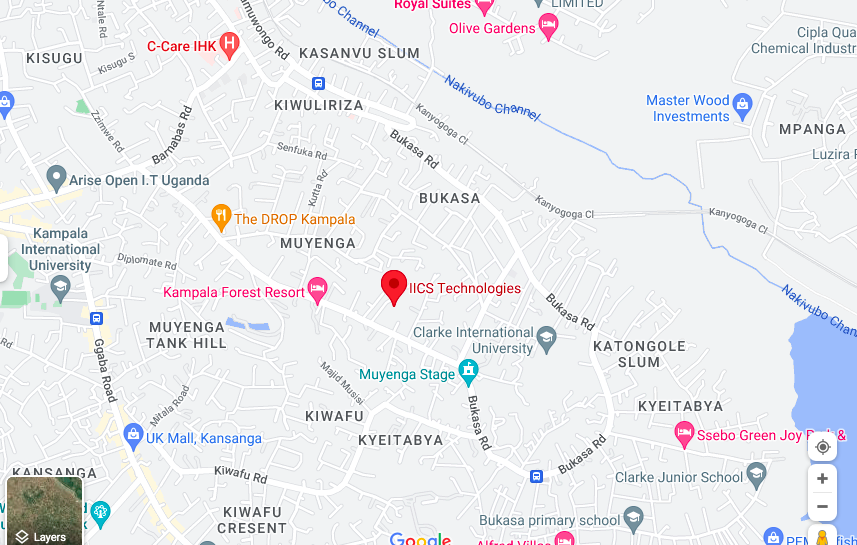 Royal Suites
LIMITED
Olive Gardens
Cipla Qua
Chemical Industr
C-Care IHK
KASANVU SLUM
KISUGU
Kisugu S
Nakivubo Channel
Master Wood
Investments
KIWULIRIZA
Kanyogoga Cl
MPANGA
Zzimwe Rd
Barnabas Rd
Bukasa Rd
Senfuka Rd
Luzira P
Arise Open I.T Uganda
Kutta Rd
BUKASA
Kanyogoga Cl
Kanyogoga Cl
The DROP Kampala
Kampala
International
University
MUYENGA
Diplomate Rd
Kampala Forest Resort
IICS Technologies
Nakivubo Channel
Bukasa Rd
MUYENGA
TANK HILL
Clarke International
University
KATONGOLE
SLUM
Ggaba Road
Muyenga Stage
Majid Musisi
Nitala Road
KIWAFU
KYEITABYA
Bukasa Rd
UK Mall, Kansanga
KYEITABYA
Ssebo Green Joy Park &
Bukasa Rd
KANSANGA
Kiwafu Rd
Clarke Junior School
KIWAFU
CRESENT
Bukasa primary school
Layers
Google
Alfred Villas